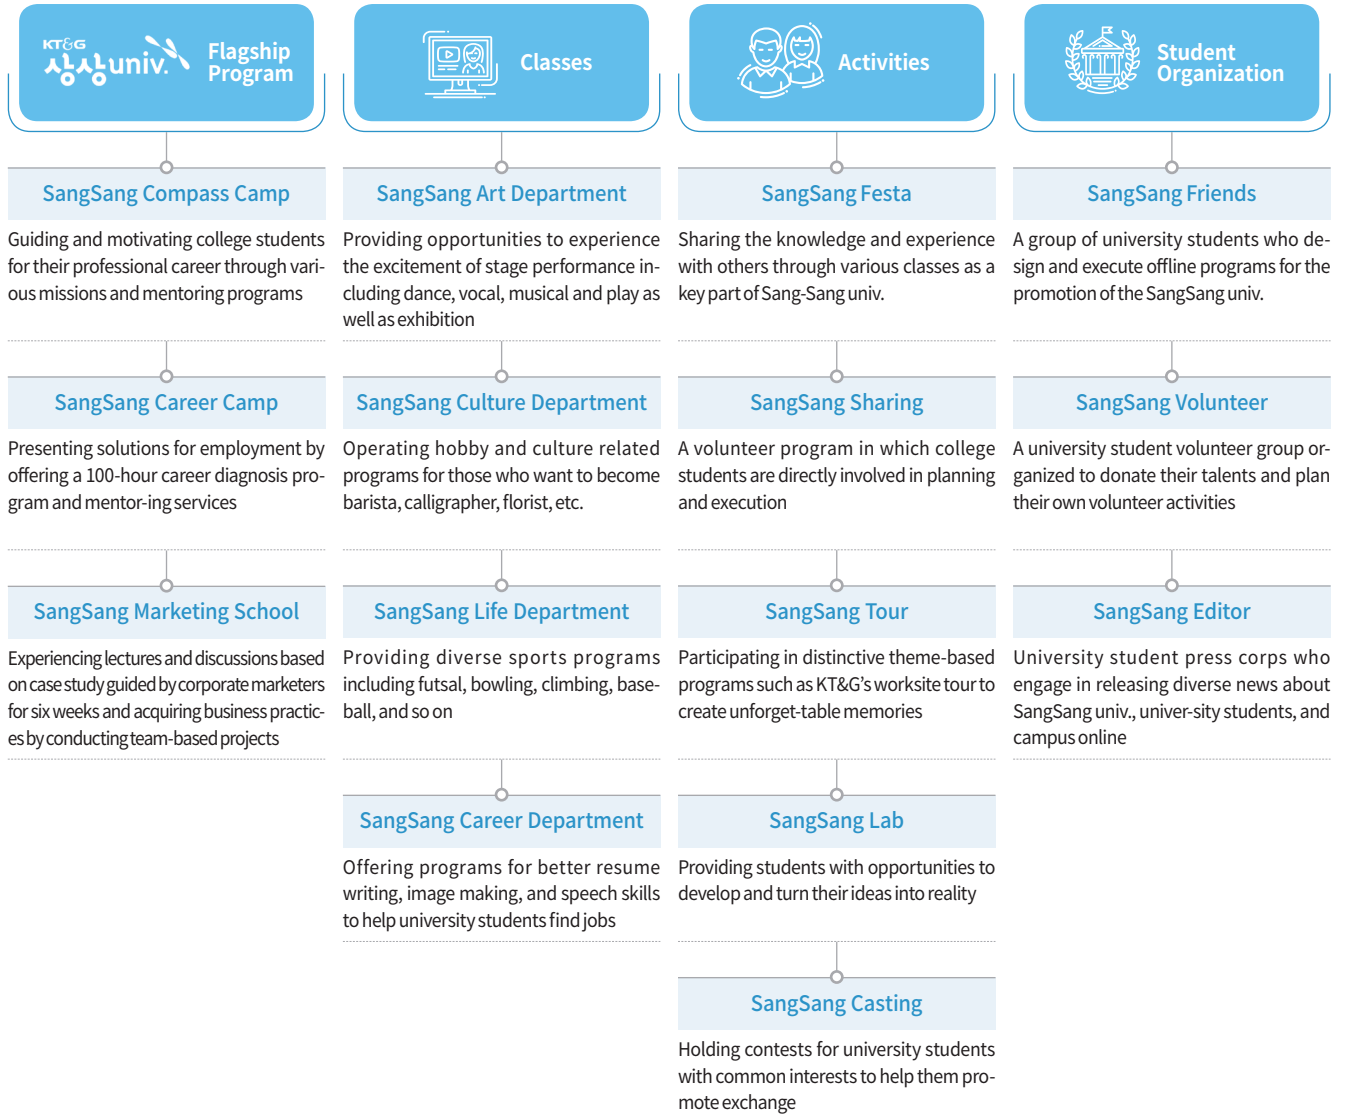 KT&G
상상univ.
Flagship
Program
SangSang Compass Camp
Guiding and motivating college students
for their professional career through vari-
ous missions and mentoring programs
SangSang Career Camp
Presenting solutions for employment by
offering a 100-hour career diagnosis pro-
gram and mentor-ing services
SangSang Marketing School
Experiencing lectures and discussions based
on case study guided by corporate marketers
for six weeks and acquiring business practic-
es by conducting team-based projects
Classes
SangSang Art Department
Providing opportunities to experience
the excitement of stage performance in-
cluding dance, vocal, musical and play as
well as exhibition
SangSang Culture Department
Operating hobby and culture related
programs for those who want to become
barista, calligrapher, florist, etc.
SangSang Life Department
Providing diverse sports programs
including futsal, bowling, climbing, base-
ball, and so on
SangSang Career Department
Offering programs for better resume
writing, image making, and speech skills
to help university students find jobs
Activities
SangSang Festa
Sharing the knowledge and experience
with others through various classes as a
key part of Sang-Sang univ.
SangSang Sharing
A volunteer program in which college
students are directly involved in planning
and execution
SangSang Tour
Participating in distinctive theme-based
programs such as KT&G's worksite tour to
create unforget-table memories
SangSang Lab
Providing students with opportunities to
develop and turn their ideas into reality
SangSang Casting
Holding contests for university students
with common interests to help them pro-
mote exchange
Student
Organization
SangSang Friends
A group of university students who de-
sign and execute offline programs for the
promotion of the SangSang univ.
SangSang Volunteer
A university student volunteer group or-
ganized to donate their talents and plan
their own volunteer activities
SangSang Editor
University student press corps who
engage in releasing diverse news about
SangSang univ., univer-sity students, and
campus online